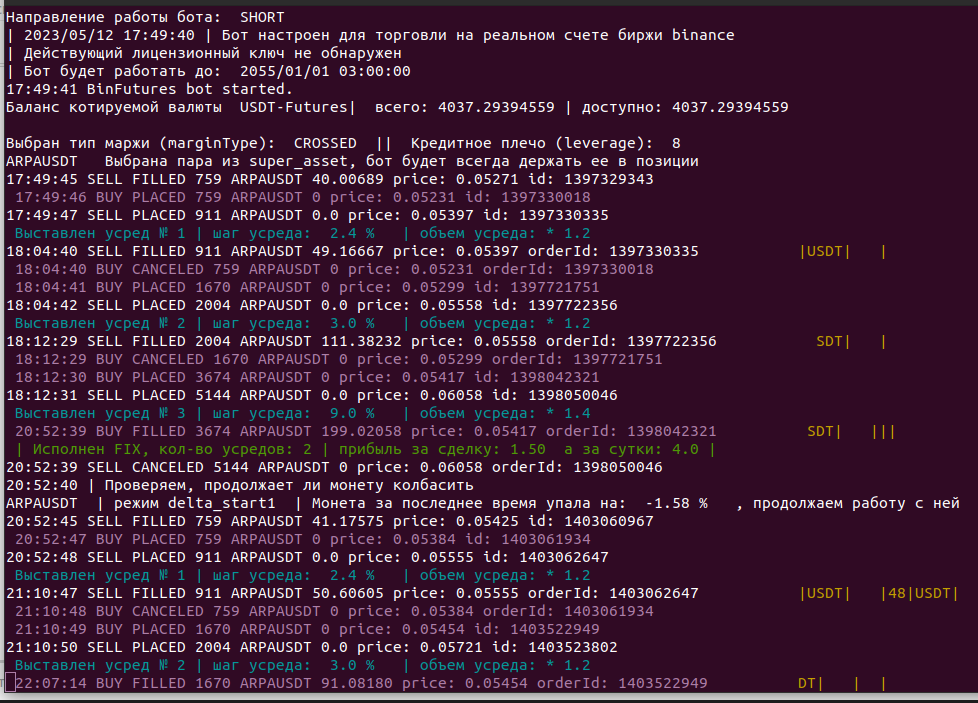 Направление работы бота:  SHORT
| 2023/05/12 17:49:40 | Бот настроен для торговли на реальном счете биржи binance
| Действующий лицензионный ключ не обнаружен
| Бот будет работать до:  2055/01/01 03:00:00
17:49:41 BinFutures bot started.
Баланс котируемой валюты  USDT-Futures|  всего: 4037.29394559 | доступно: 4037.29394559
Выбран тип маржи (marginType):  CROSSED  ||  Кредитное плечо (leverage):  8
ARPAUSDT   Выбрана пара из super_asset, бот будет всегда держать ее в позиции
17:49:45 SELL FILLED 759 ARPAUSDT 40.00689 price: 0.05271 id: 1397329343
17:49:46 BUY PLACED 759 ARPAUSDT 0 price: 0.05231 id: 1397330018
17:49:47 SELL PLACED 911 ARPAUSDT 0.0 price: 0.05397 id: 1397330335
Выставлен усред № 1 | шаг усреда:  2.4 %   | объем усреда: * 1.2
18:04:40 SELL FILLED 911 ARPAUSDT 49.16667 price: 0.05397 orderId: 1397330335           |USDT|   |
18:04:40 BUY CANCELED 759 ARPAUSDT 0 price: 0.05231 orderId: 1397330018
18:04:41 BUY PLACED 1670 ARPAUSDT 0 price: 0.05299 id: 1397721751
18:04:42 SELL PLACED 2004 ARPAUSDT 0.0 price: 0.05558 id: 1397722356
Выставлен усред № 2 | шаг усреда:  3.0 %   | объем усреда: * 1.2
18:12:29 SELL FILLED 2004 ARPAUSDT 111.38232 price: 0.05558 orderId: 1397722356           SDT|   |
18:12:29 BUY CANCELED 1670 ARPAUSDT 0 price: 0.05299 orderId: 1397721751
18:12:30 BUY PLACED 3674 ARPAUSDT 0 price: 0.05417 id: 1398042321
18:12:31 SELL PLACED 5144 ARPAUSDT 0.0 price: 0.06058 id: 1398050046
Выставлен усред № 3 | шаг усреда:  9.0 %   | объем усреда: * 1.4
20:52:39 BUY FILLED 3674 ARPAUSDT 199.02058 price: 0.05417 orderId: 1398042321          SDT|   |||
| Исполнен FIX, кол-во усредов: 2 | прибыль за сделку: 1.50  а за сутки: 4.0 |
20:52:39 SELL CANCELED 5144 ARPAUSDT 0 price: 0.06058 id: 1398050046
20:52:40 | Проверяем, продолжает ли монету колбасить
ARPAUSDT  | режим delta_start1  | Монета за последнее время упала на:  -1.58 %   , продолжаем работу с ней
20:52:45 SELL FILLED 759 ARPAUSDT 41.17575 price: 0.05425 id: 1403060967
20:52:47 BUY PLACED 759 ARPAUSDT 0 price: 0.05384 id: 1403061934
20:52:48 SELL PLACED 911 ARPAUSDT 0.0 price: 0.05555 id: 1403062647
Выставлен усред № 1 | шаг усреда:  2.4 %   | объем усреда: * 1.2
21:10:47 SELL FILLED 911 ARPAUSDT 50.60605 price: 0.05555 orderId: 1403062647           |USDT|   |48|USDT|
21:10:48 BUY CANCELED 759 ARPAUSDT 0 price: 0.05384 orderId: 1403061934
21:10:49 BUY PLACED 1670 ARPAUSDT 0 price: 0.05454 id: 1403522949
21:10:50 SELL PLACED 2004 ARPAUSDT 0.0 price: 0.05721 id: 1403523802
Выставлен усред № 2 | шаг усреда:  3.0 %   | объем усреда: * 1.2
22:07:14 BUY FILLED 1670 ARPAUSDT 91.08180 price: 0.05454 orderId: 1403522949          DT|   |  |